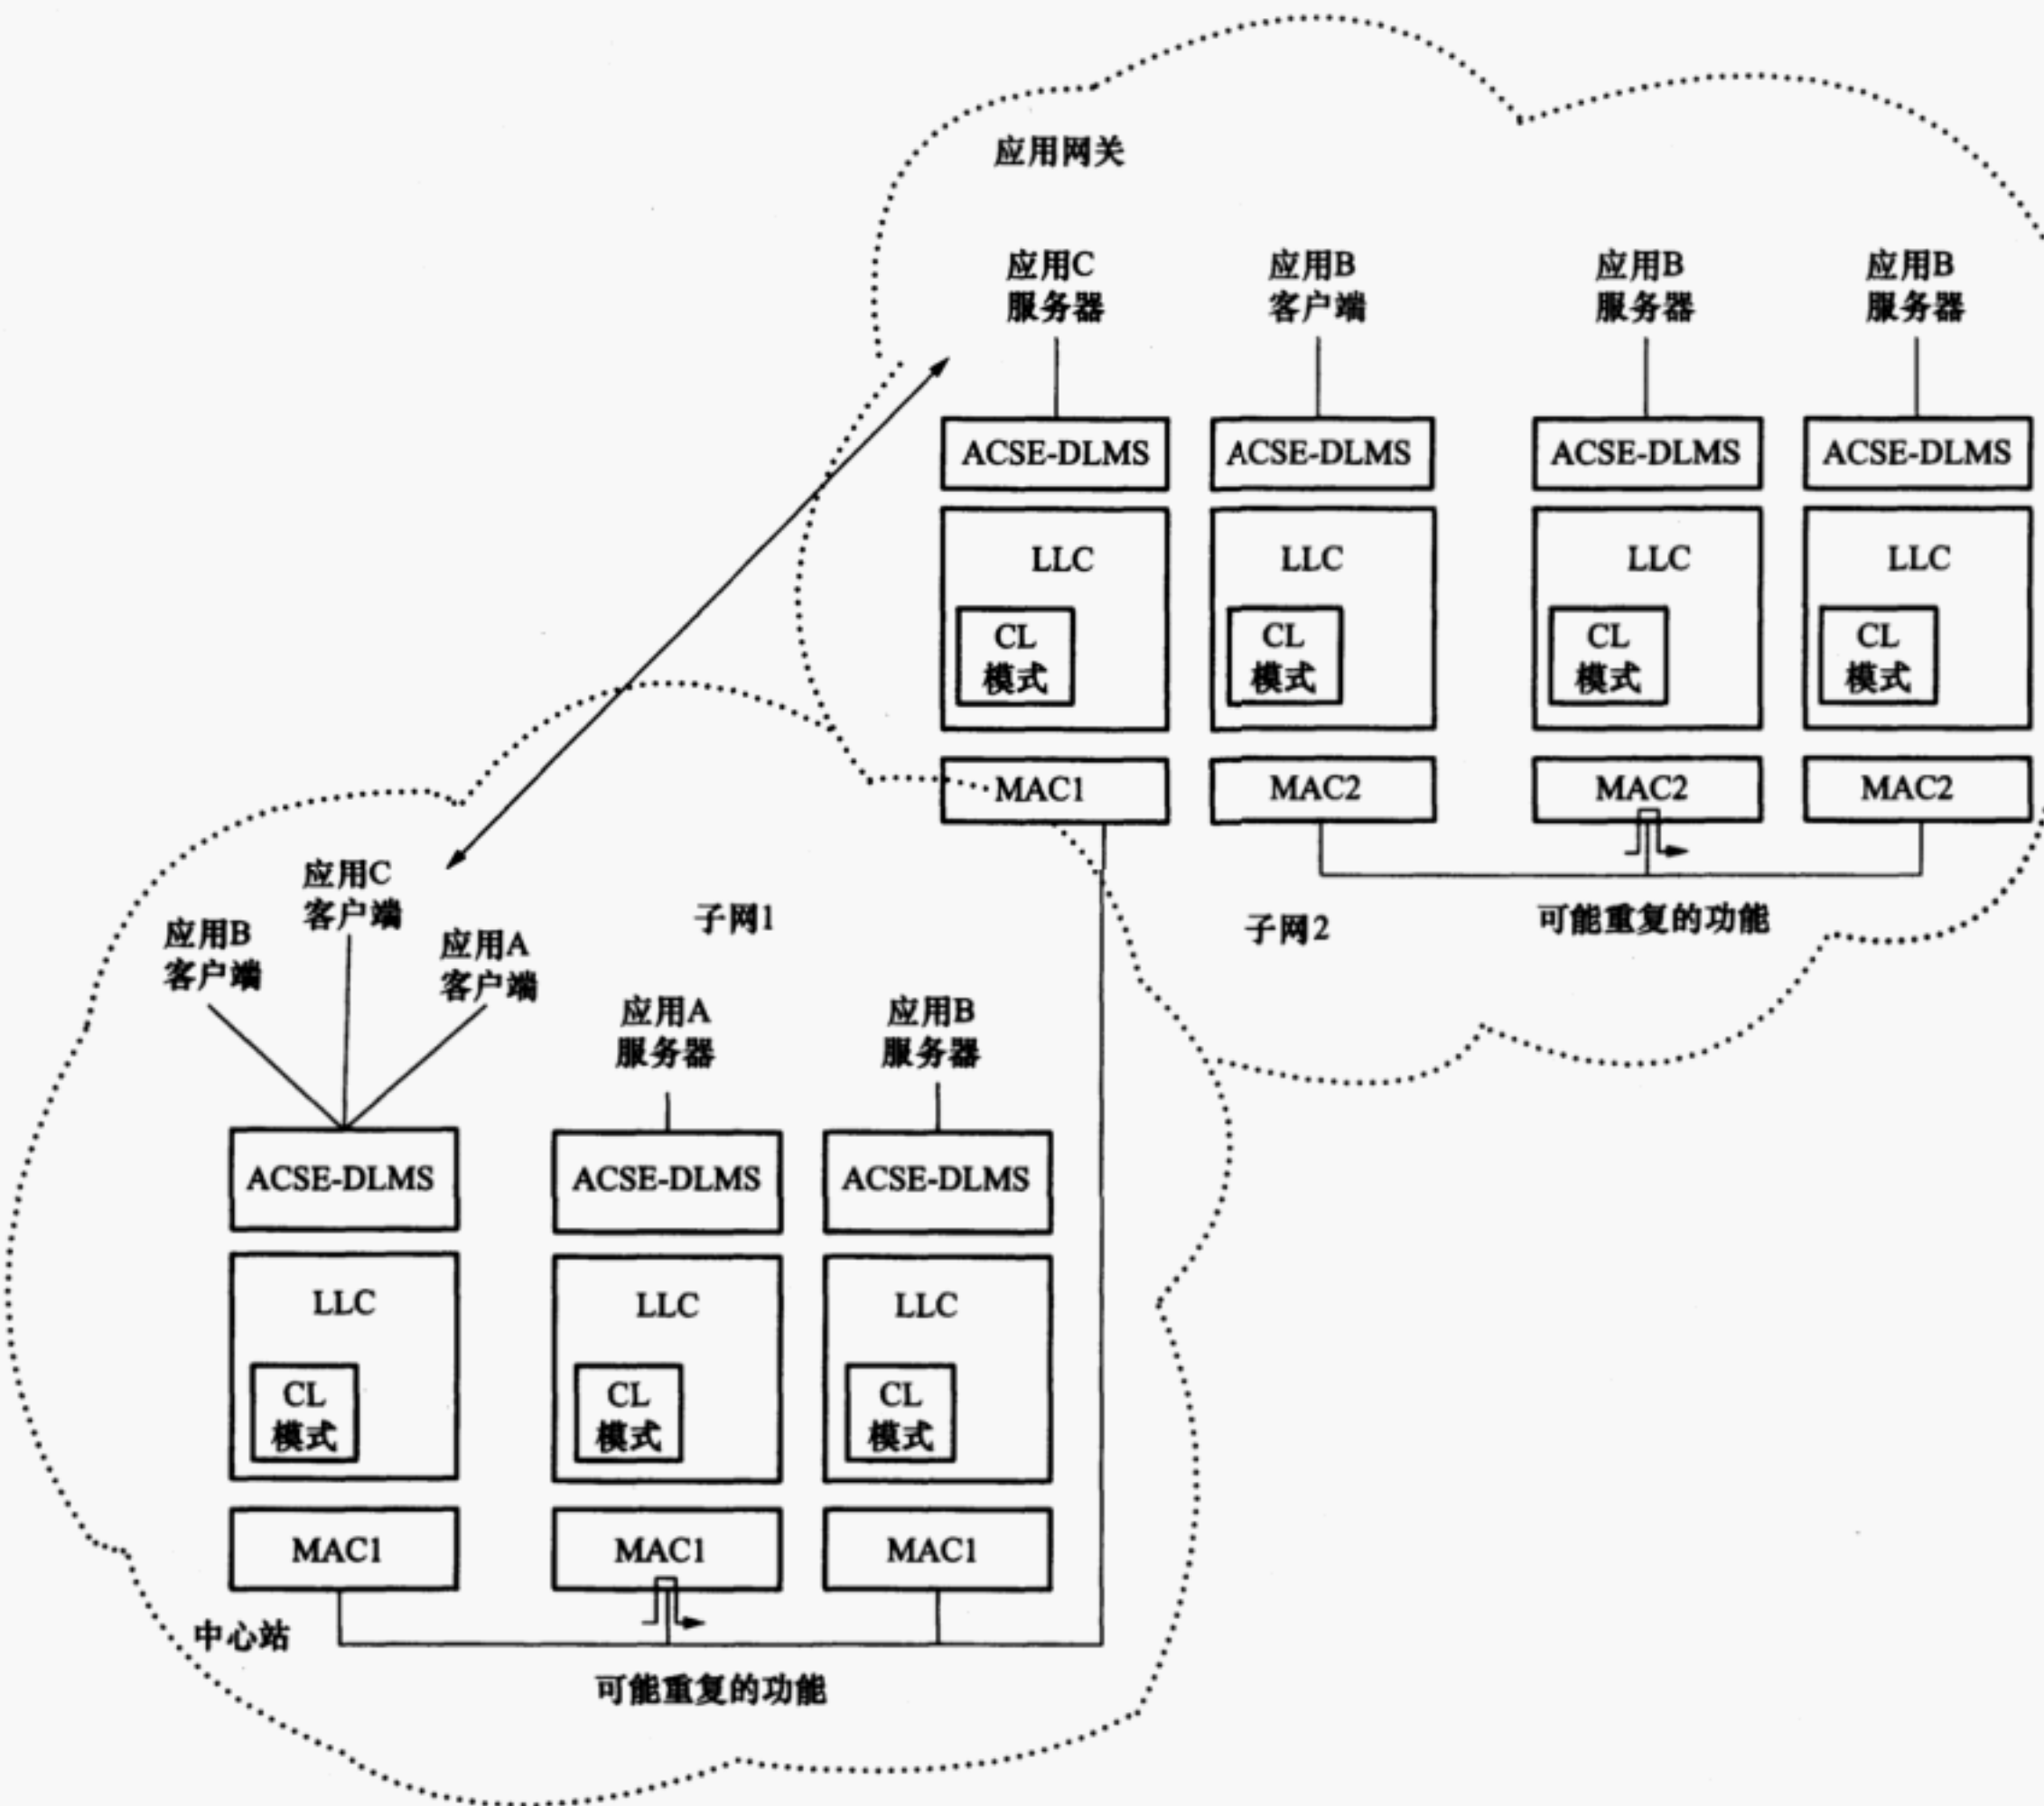 应用网关
应用C
服务器
应用B
客户端
应用B
服务器
应用B
服务器
ACSE-DLMS
ACSE-DLMS
ACSE-DLMS
ACSE-DLMS
LLC
LLC
LLC
LLC
CL
模式
CL
模式
CL
模式
CL
模式
MAC1
MAC2
MAC2
MAC2
子网2
可能重复的功能
子网1
应用B
客户端
应用C
客户端
应用A
客户端
应用A
服务器
应用B
服务器
ACSE-DLMS
ACSE-DLMS
ACSE-DLMS
LLC
LLC
LLC
CL
模式
CL
模式
CL
模式
MAC1
MAC1
MAC1
中心站
可能重复的功能